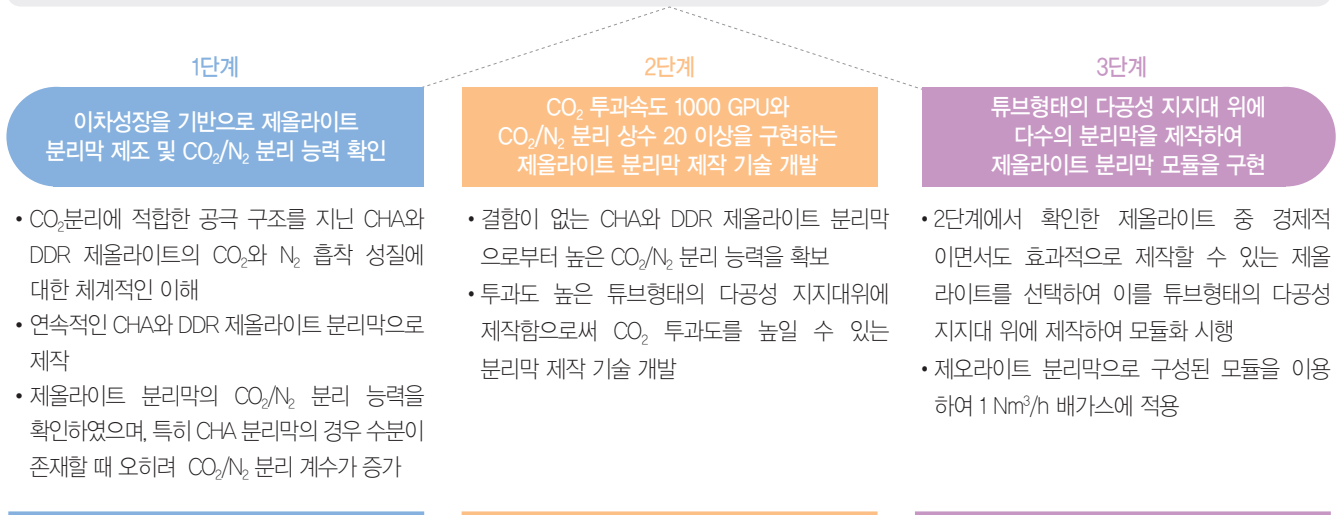 1단계
이차성장을 기반으로 제올라이트
분리막 제조 및 CO₂/N₂ 분리 능력 확인
• CO₂분리에 적합한 공극 구조를 지닌 CHA와
DDR 제올라이트의 CO₂와 N₂ 흡착 성질에
대한 체계적인 이해
• 연속적인 CHA와 DDR 제올라이트 분리막으로
제작
• 제올라이트 분리막의 CO₂/N₂ 분리 능력을
확인하였으며, 특히 CHA 분리막의 경우 수분이
존재할 때 오히려 CO₂/N₂ 분리 계수가 증가
2단계
CO₂ 투과속도 1000 GPU와
CO₂/N₂ 분리 상수 20 이상을 구현하는
제올라이트 분리막 제작 기술 개발
• 결함이 없는 CHA와 DDR 제올라이트 분리막
으로부터 높은 CO₂/N₂ 분리 능력을 확보
• 투과도 높은 튜브형태의 다공성 지지대위에
제작함으로써 CO₂ 투과도를 높일 수 있는
분리막 제작 기술 개발
3단계
튜브형태의 다공성 지지대 위에
다수의 분리막을 제작하여
제올라이트 분리막 모듈을 구현
• 2단계에서 확인한 제올라이트 중 경제적
이면서도 효과적으로 제작할 수 있는 제올
라이트를 선택하여 이를 튜브형태의 다공성
지지대 위에 제작하여 모듈화 시행
• 제오라이트 분리막으로 구성된 모듈을 이용
하여 1 Nm³/h 배가스에 적용